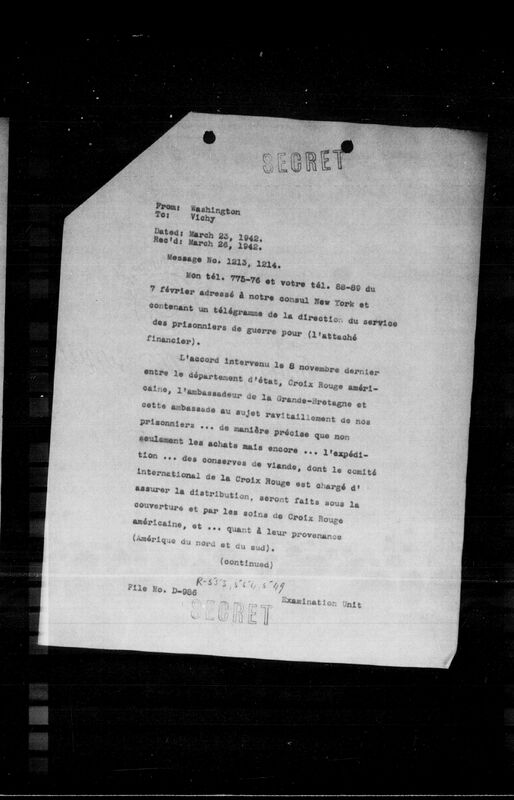 SECRET
From: Washington
To: Vichy
Dated: March 23, 1942.
Rec'd: March 26, 1942.
Message No. 1213, 1214.
Mon tél. 775-76 et votre tél. 88-89 du
7 février adressé à notre consul New York et
contenant un télégramme de la direction du service
des prisonniers de guerre pour (l'attaché
financier).
L'accord intervenu le 8 novembre dernier
entre le département d'état, Croix Rouge améri-
caine, l'ambassadeur de la Grande-Bretagne et
cette ambassade au sujet ravitaillement de nos
prisonniers ... de manière précise que non
seulement les achats mais encore ... l'expédi-
tion ... des conserves de viande, dont le comité
international de la Croix Rouge est chargé d'
assurer la distribution, seront faits sous la
couverture et par les soins de Croix Rouge
américaine, et ... quant à leur provenance
(Amérique du nord et du sud).
(continued)
File No. D-986
Examination Unit
SECRET